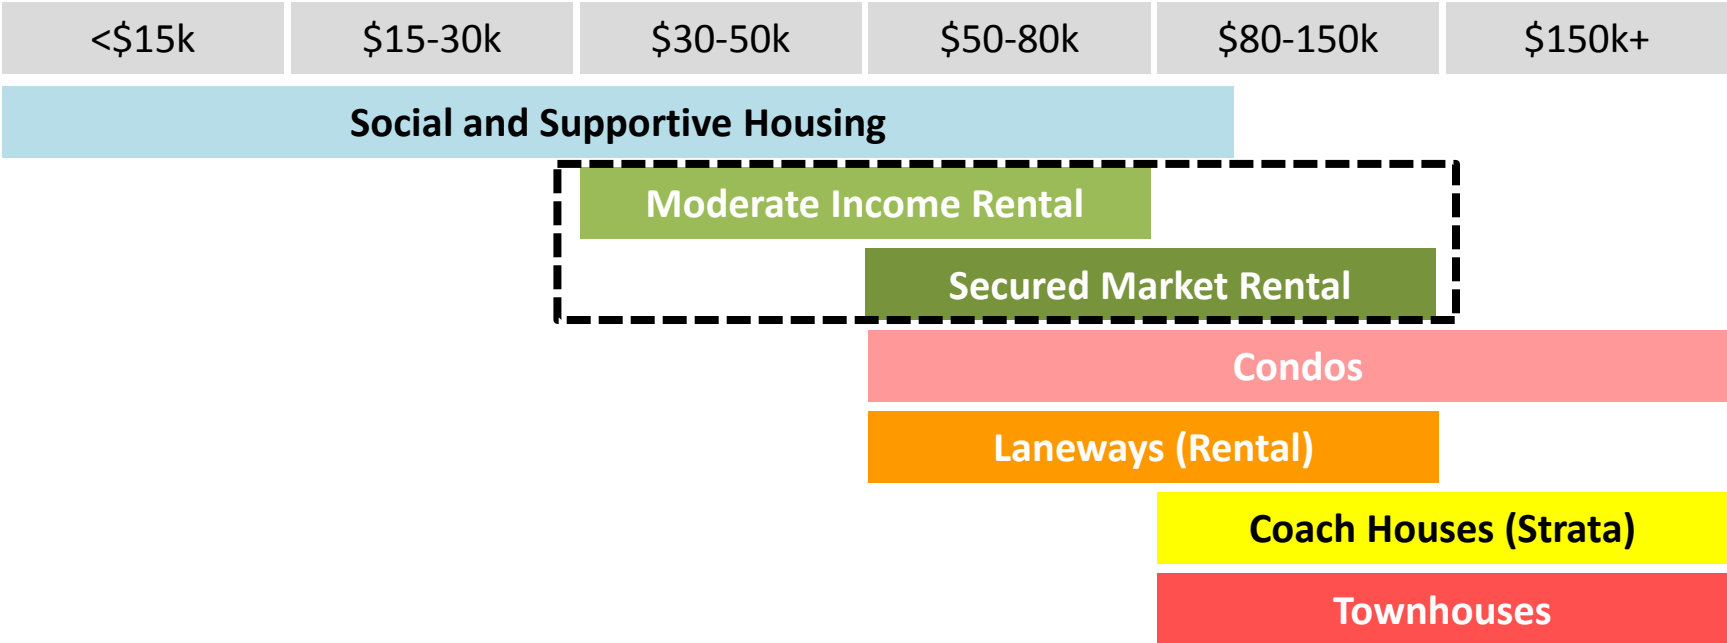 <$15k
$15-30k
$30-50k
$50-80k
$80-150k
$150k+
Social and Supportive Housing
Moderate Income Rental
Secured Market Rental
Condos
Laneways (Rental)
Coach Houses (Strata)
Townhouses